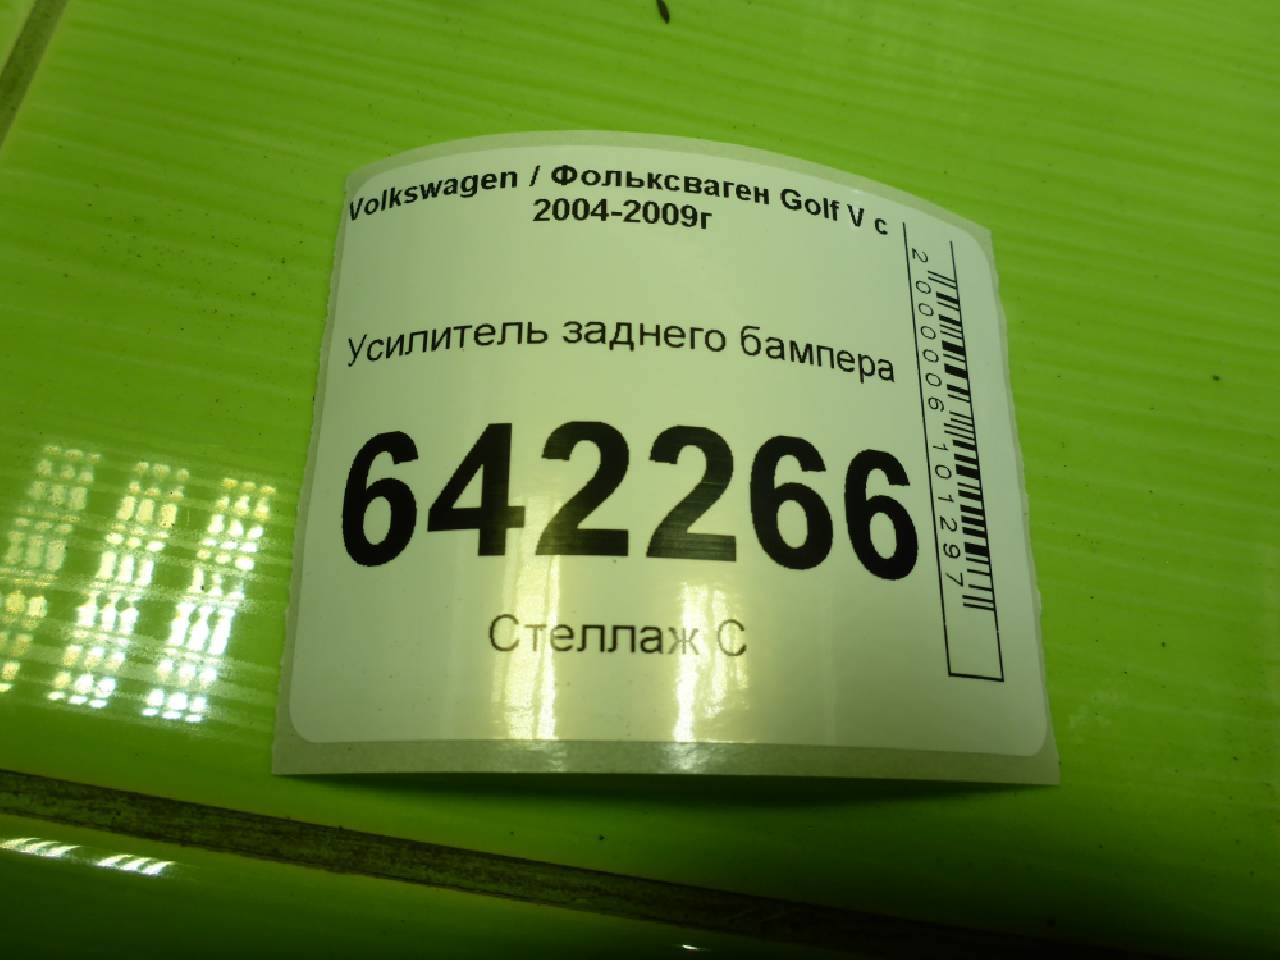 Volkswagen / Фольксваген Golf V с
2004-2009г
Усилитель заднего бампера
642266
Стеллаж С
2000006101297